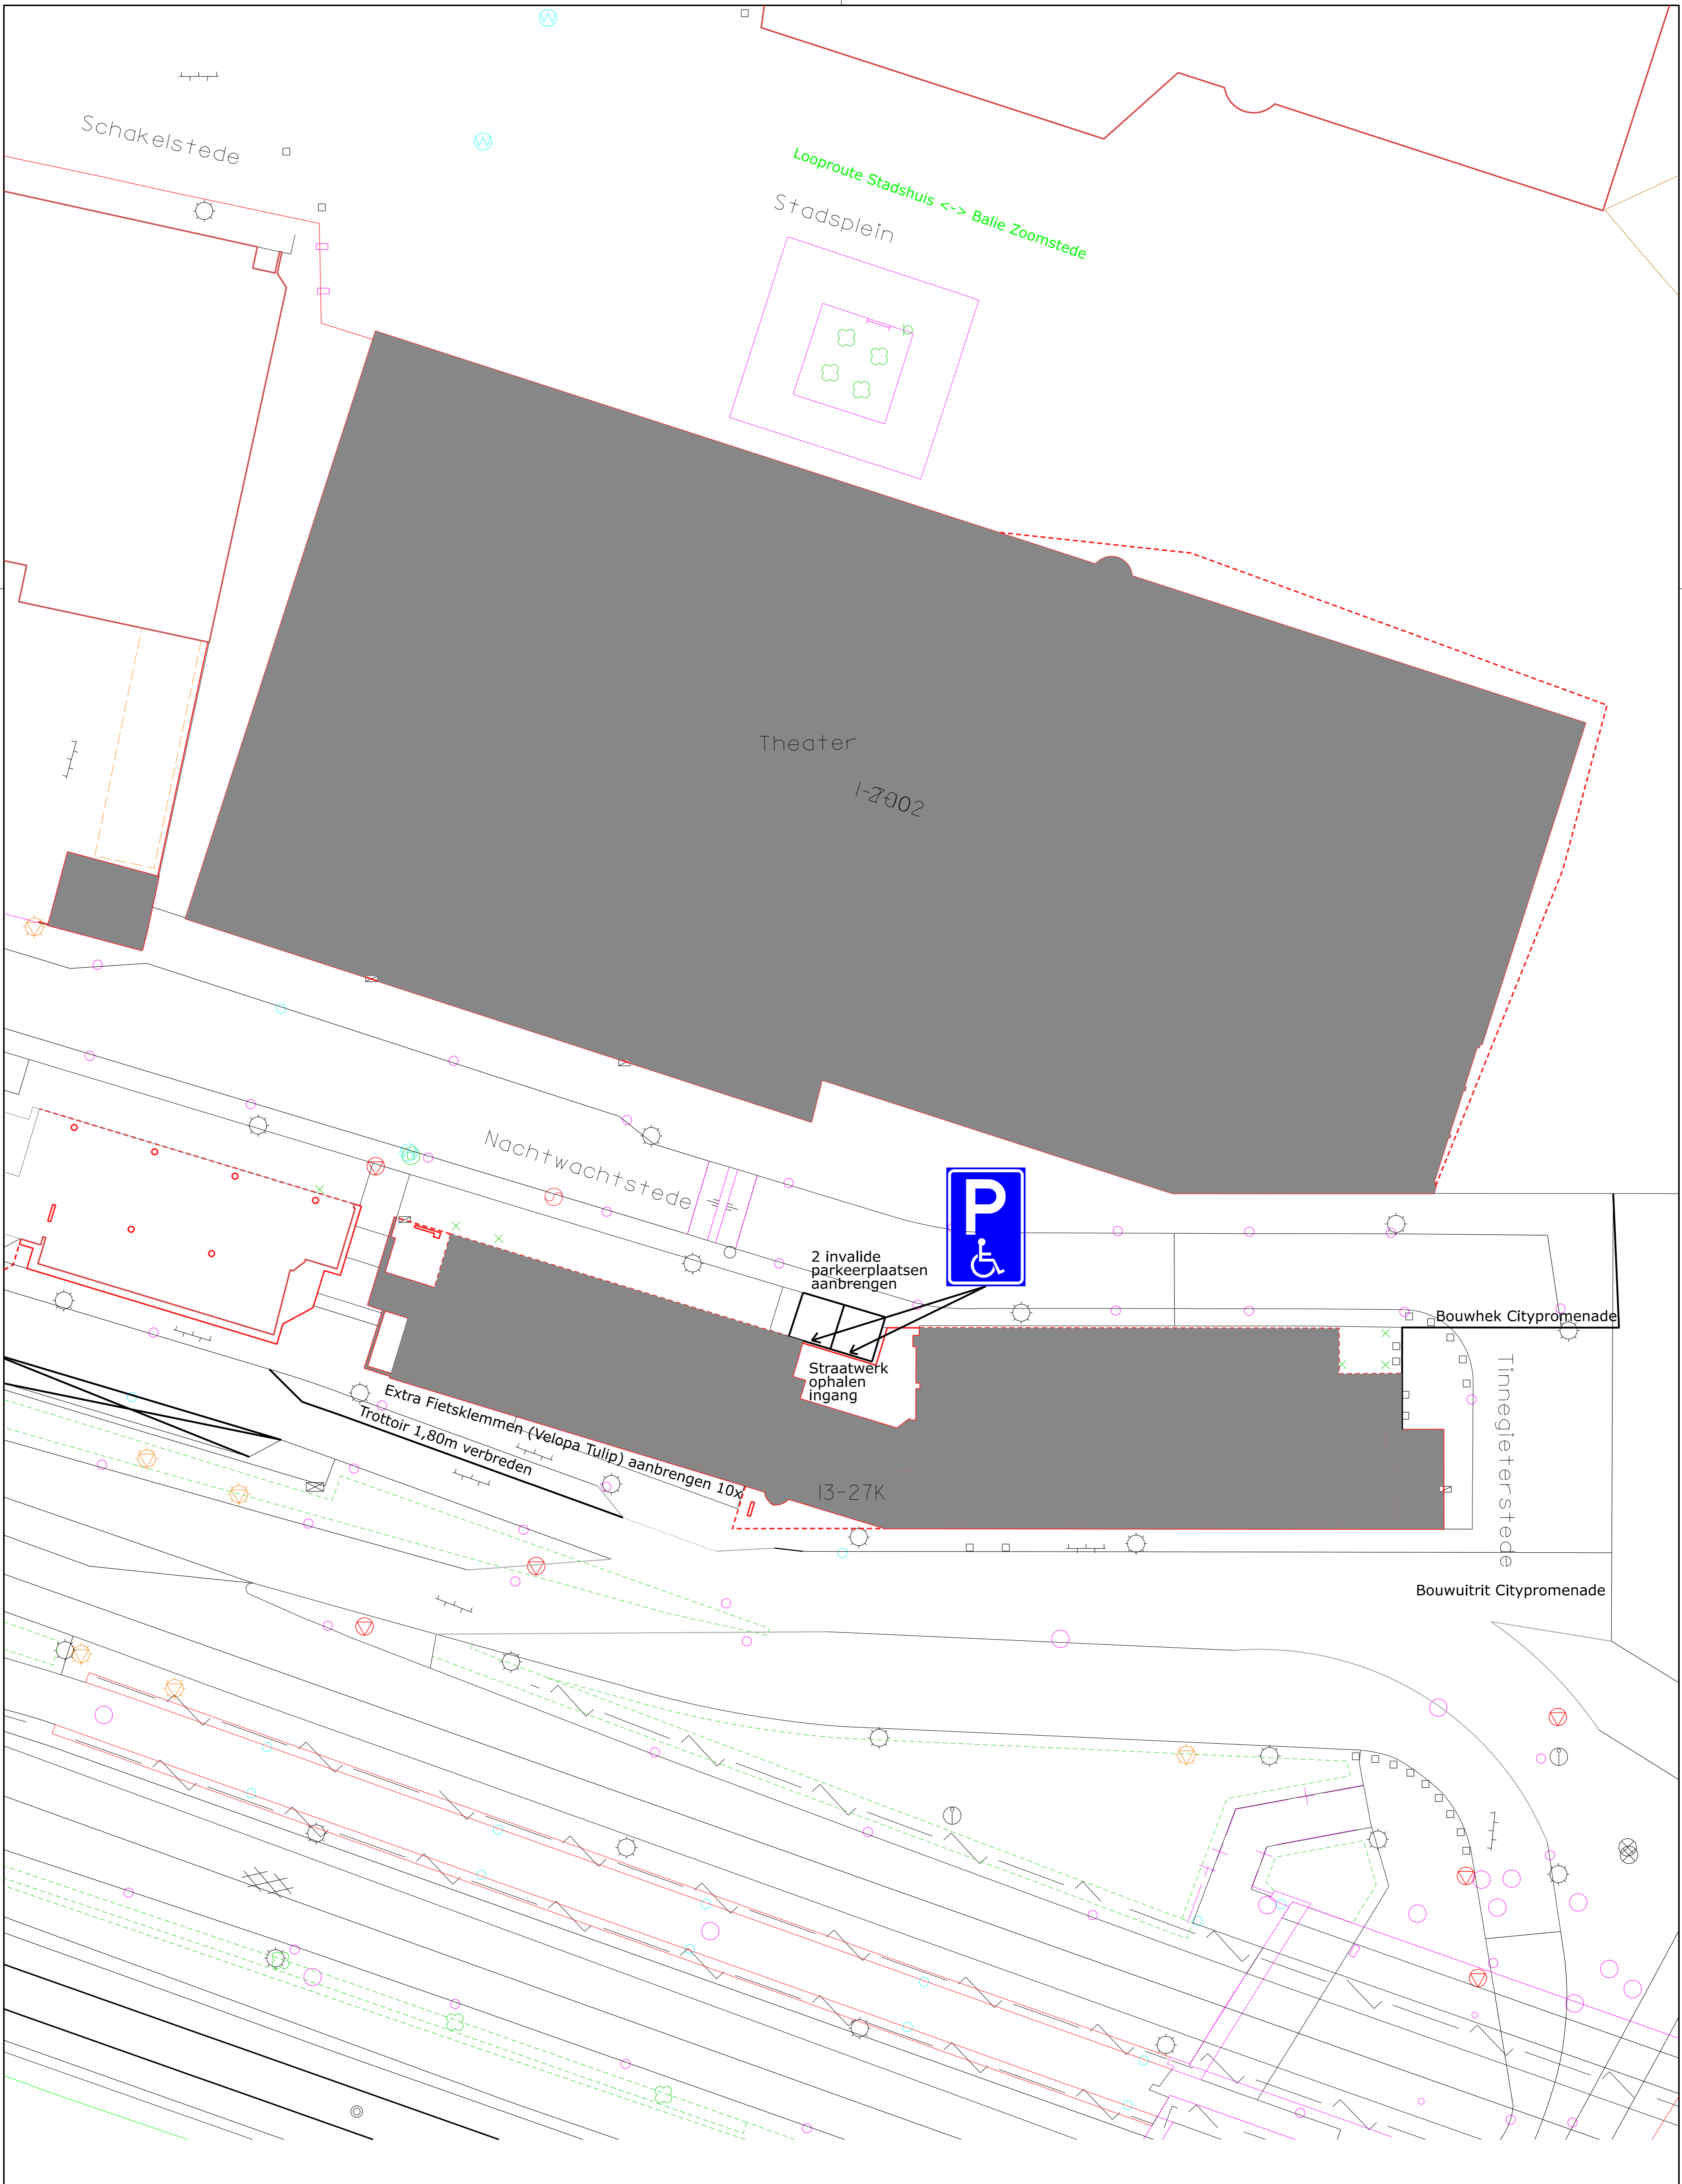 Schakelstede
Looproute Stadshuis <-> Balie Zoomstede
Stadsplein
Theater
Nachtwachtstede
P
2 invalide
parkeerplaatsen
aanbrengen
Bouwhek Citypromenade
Straatwerk
ophalen
ingang
Tinnegieterstede
Extra Fietsklemmen (Velopa Tulip) aanbrengen 10x
Trottoir 1,80m verbreden
13-27K
Bouwuitrit Citypromenade